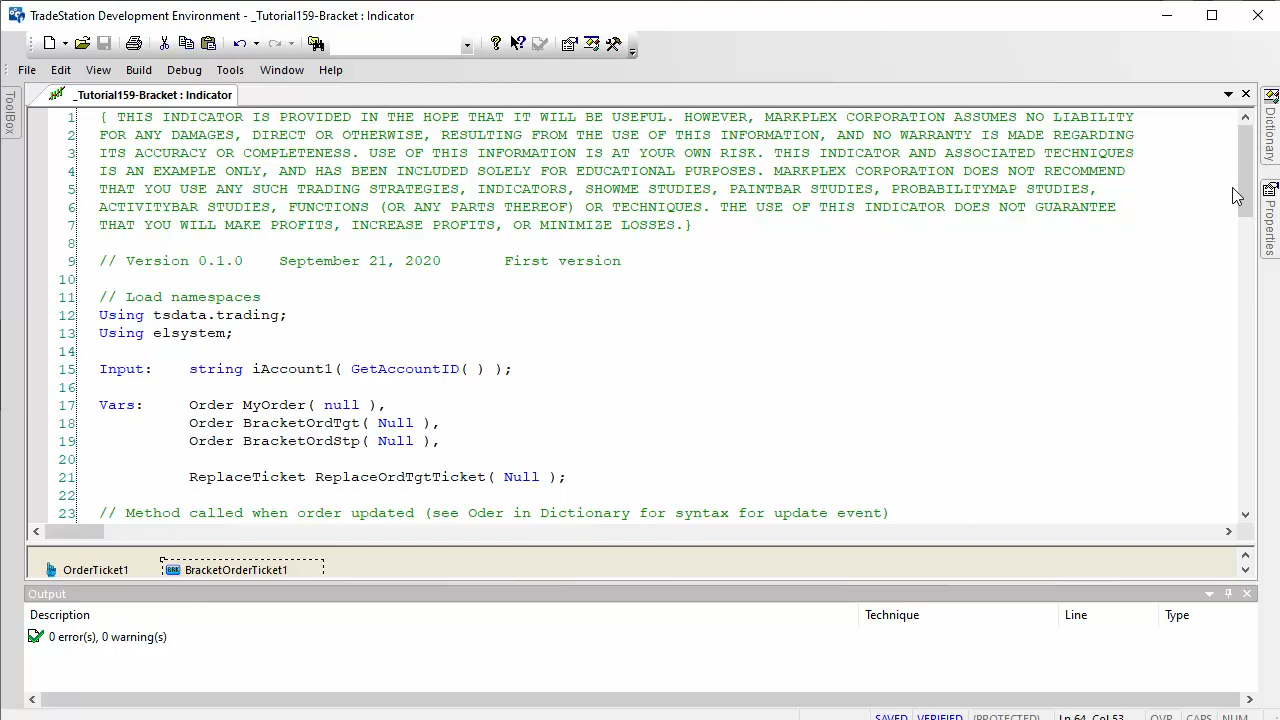 TradeStation Development Environment - _Tutorial159-Bracket : Indicator
File Edit View Build Debug Tools Window Help
ToolBox
_Tutorial159-Bracket : Indicator
1 { THIS INDICATOR IS PROVIDED IN THE HOPE THAT IT WILL BE USEFUL. HOWEVER, MARKPLEX CORPORATION ASSUMES NO LIABILITY
2 FOR ANY DAMAGES, DIRECT OR OTHERWISE, RESULTING FROM THE USE OF THIS INFORMATION, AND NO WARRANTY IS MADE REGARDING
3 ITS ACCURACY OR COMPLETENESS. USE OF THIS INFORMATION IS AT YOUR OWN RISK. THIS INDICATOR AND ASSOCIATED TECHNIQUES
4 IS AN EXAMPLE ONLY, AND HAS BEEN INCLUDED SOLELY FOR EDUCATIONAL PURPOSES. MARKPLEX CORPORATION DOES NOT RECOMMEND
5 THAT YOU USE ANY SUCH TRADING STRATEGIES, INDICATORS, SHOWME STUDIES, PAINTBAR STUDIES, PROBABILITYMAP STUDIES,
6 ACTIVITYBAR STUDIES, FUNCTIONS (OR ANY PARTS THEREOF) OR TECHNIQUES. THE USE OF THIS INDICATOR DOES NOT GUARANTEE
7 THAT YOU WILL MAKE PROFITS, INCREASE PROFITS, OR MINIMIZE LOSSES.}
8
9 // Version 0.1.0 September 21, 2020 First version
10
11 // Load namespaces
12 Using tsdata.trading;
13 Using elsystem;
14
15 Input: string iAccount1( GetAccountID( ) );
16
17 Vars: Order MyOrder( null ),
18 Order BracketOrdTgt( Null ),
19 Order BracketOrdStp( Null ),
20
21 ReplaceTicket ReplaceOrdTgtTicket( Null );
22
23 // Method called when order updated (see Oder in Dictionary for syntax for update event)
Dictionary
Properties
OrderTicket1 BRK BracketOrderTicket1
Output
Description Technique Line Type
0 error(s), 0 warning(s)
SAVED VERIFIED (PROTECTED) Ln 64, Col 53 OVR CAPS NUM